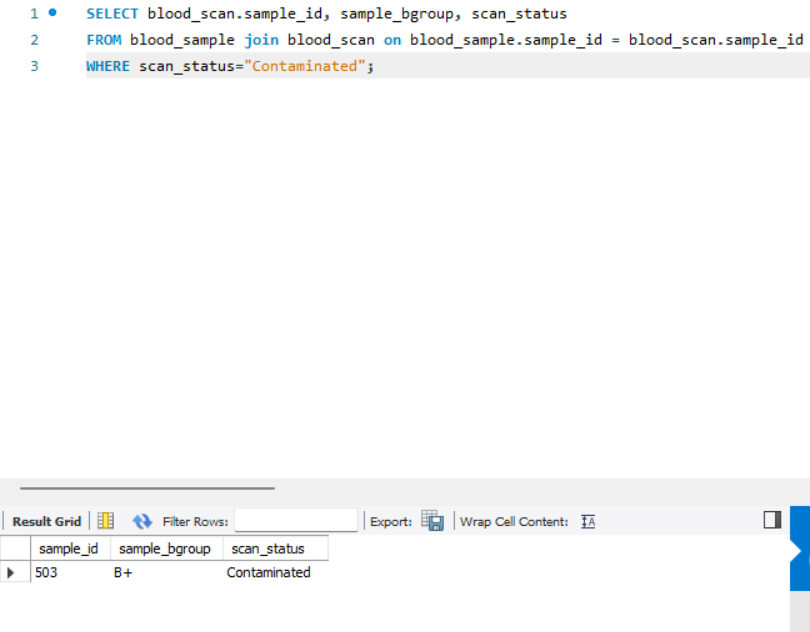 1 SELECT blood_scan.sample_id, sample_bgroup, scan_status
2 FROM blood_sample join blood_scan on blood_sample.sample_id = blood_scan.sample_id
3 WHERE scan_status="Contaminated";
Result Grid Filter Rows: Export: Wrap Cell Content: IA
sample_id sample_bgroup scan_status
503 B+ Contaminated